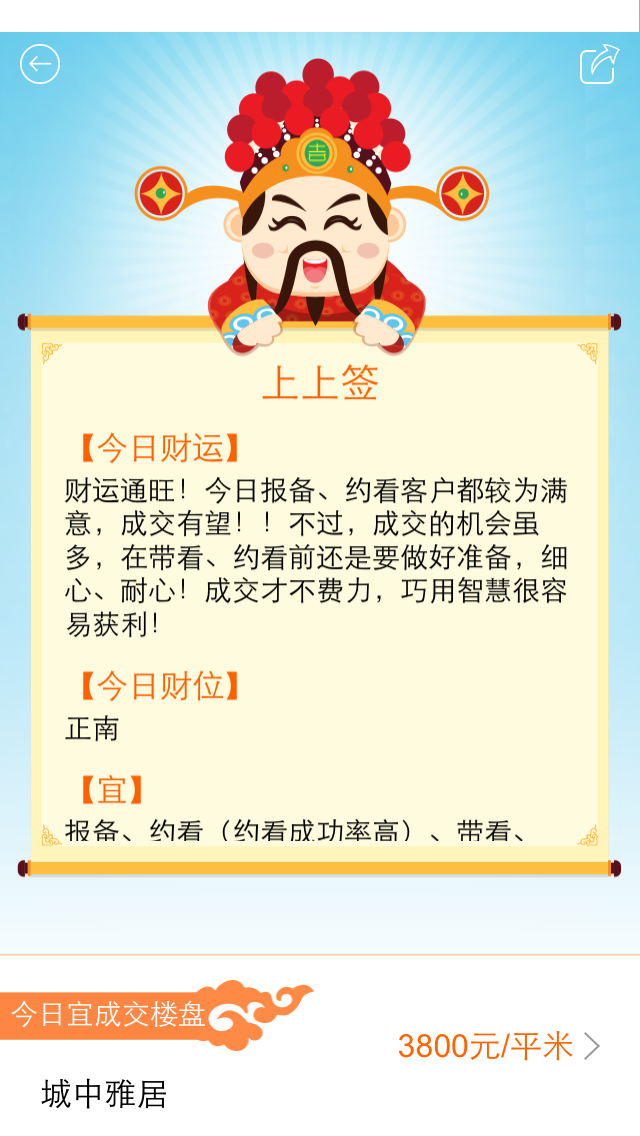 吉
上上签
【今日财运】
财运通旺！今日报备、约看客户都较为满
意，成交有望！！不过，成交的机会虽
多，在带看、约看前还是要做好准备，细
心、耐心！成交才不费力，巧用智慧很容
易获利！
【今日财位】
正南
【宜】
报备、约看（约看成功率高）、带看、
今日宜成交楼盘
3800元/平米
城中雅居